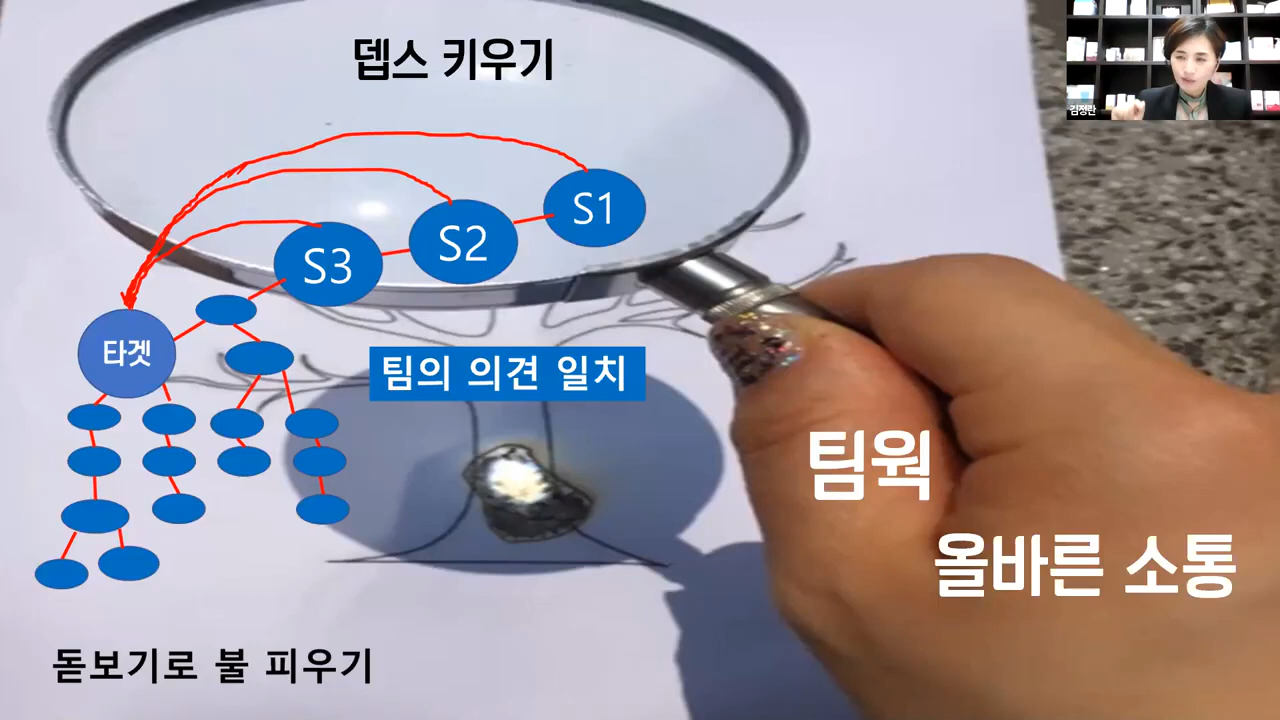 뎁스 키우기
김정란
S1
S2
S3
타겟
팀의 의견 일치
팀웍
올바른 소통
돋보기로 불 피우기